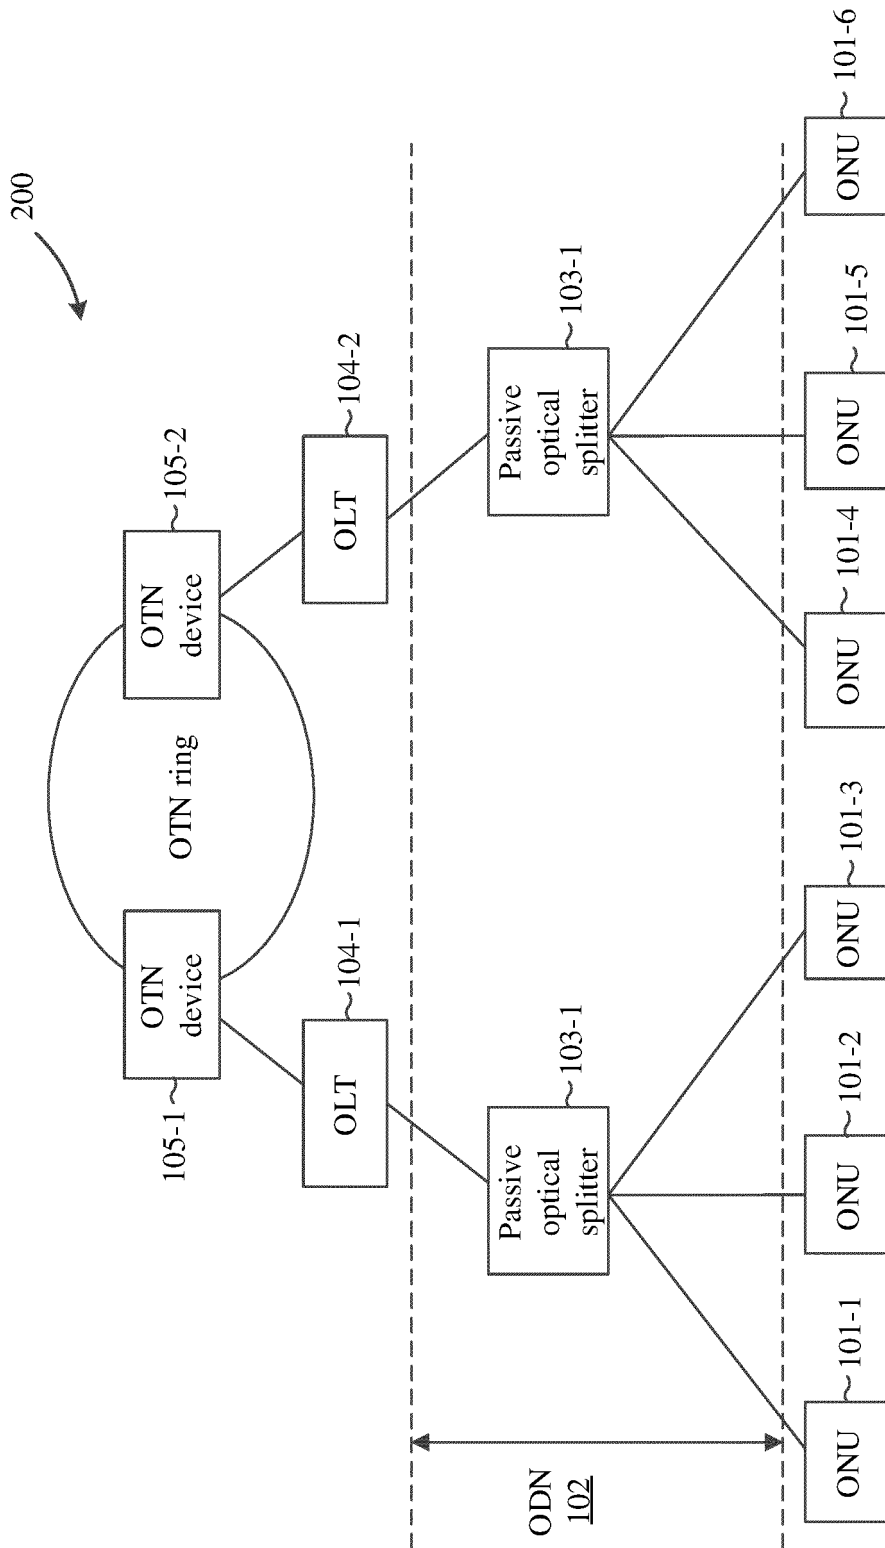 200
OTN
device
105-1
OTN ring
OTN
device
105-2
OLT
104-1
OLT
104-2
ODN
102
Passive
optical
splitter
103-1
Passive
optical
splitter
103-1
ONU
101-1
ONU
101-2
ONU
101-3
ONU
101-4
ONU
101-5
ONU
101-6